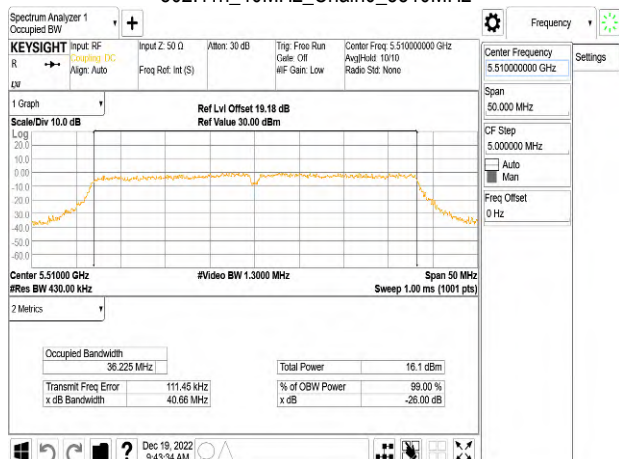 Spectrum Analyzer 1
Occupied BW
Frequency
KEYSIGHT
Input: RF
Coupling: DC
Align: Auto
Input Z: 50 Ω
Freq Ref: Int (S)
Atten: 30 dB
Trig: Free Run
Gate: Off
#IF Gain: Low
Center Freq: 5.510000000 GHz
Avg|Hold: 10/10
Radio Std: None
R
Center Frequency
5.510000000 GHz
Settings
Span
50.000 MHz
CF Step
5.000000 MHz
Auto
Man
Freq Offset
0 Hz
1 Graph
Scale/Div 10.0 dB
Ref Lvl Offset 19.18 dB
Ref Value 30.00 dBm
Log
20.0
10.0
0.00
-10.0
-20.0
-30.0
-40.0
-50.0
-60.0
Center 5.51000 GHz
#Res BW 430.00 kHz
#Video BW 1.3000 MHz
Span 50 MHz
Sweep 1.00 ms (1001 pts)
2 Metrics
Occupied Bandwidth
36.225 MHz
Total Power 16.1 dBm
Transmit Freq Error 111.45 kHz
% of OBW Power 99.00 %
x dB Bandwidth 40.66 MHz
x dB -26.00 dB
Dec 19, 2022
9:43:34 AM